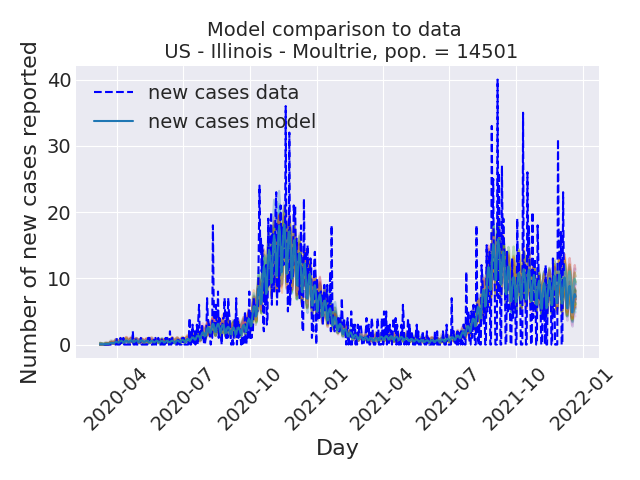 Model comparison to data
US - Illinois - Moultrie, pop. = 14501
new cases data
new cases model
Number of new cases reported
40
30
20
10
0
2020-04
2020-07
2020-10
2021-01
2021-04
2021-07
2021-10
2022-01
Day